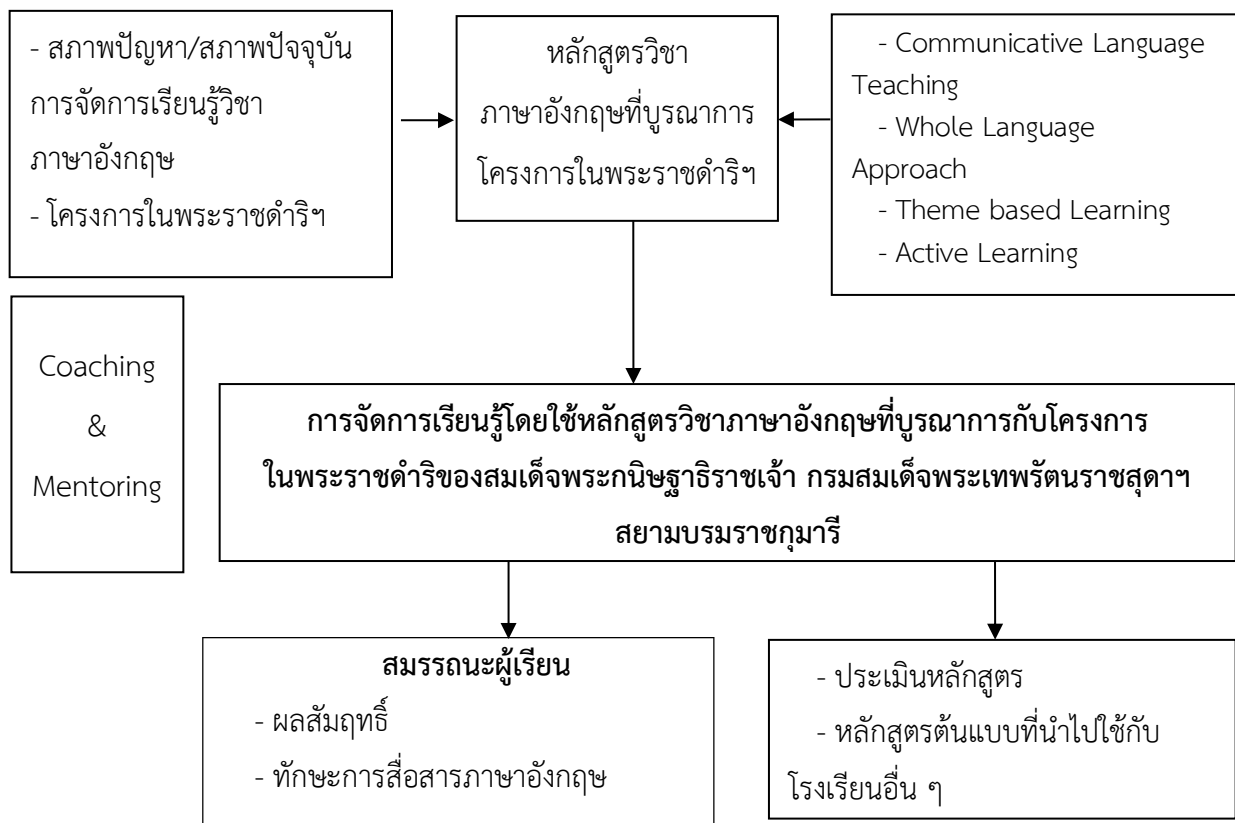 - สภาพปัญหา/สภาพปัจจุบัน
การจัดการเรียนรู้วิชา
ภาษาอังกฤษ
- โครงการในพระราชดำริฯ
หลักสูตรวิชา
ภาษาอังกฤษที่บูรณาการ
โครงการในพระราชดำริฯ
- Communicative Language
Teaching
- Whole Language
Approach
- Theme based Learning
- Active Learning
Coaching
&
Mentoring
การจัดการเรียนรู้โดยใช้หลักสูตรวิชาภาษาอังกฤษที่บูรณาการกับโครงการ
ในพระราชดำริของสมเด็จพระกนิษฐาธิราชเจ้า กรมสมเด็จพระเทพรัตนราชสุดาฯ
สยามบรมราชกุมารี
สมรรถนะผู้เรียน
- ผลสัมฤทธิ์
- ทักษะการสื่อสารภาษาอังกฤษ
- ประเมินหลักสูตร
- หลักสูตรต้นแบบที่นำไปใช้กับ
โรงเรียนอื่น ๆ